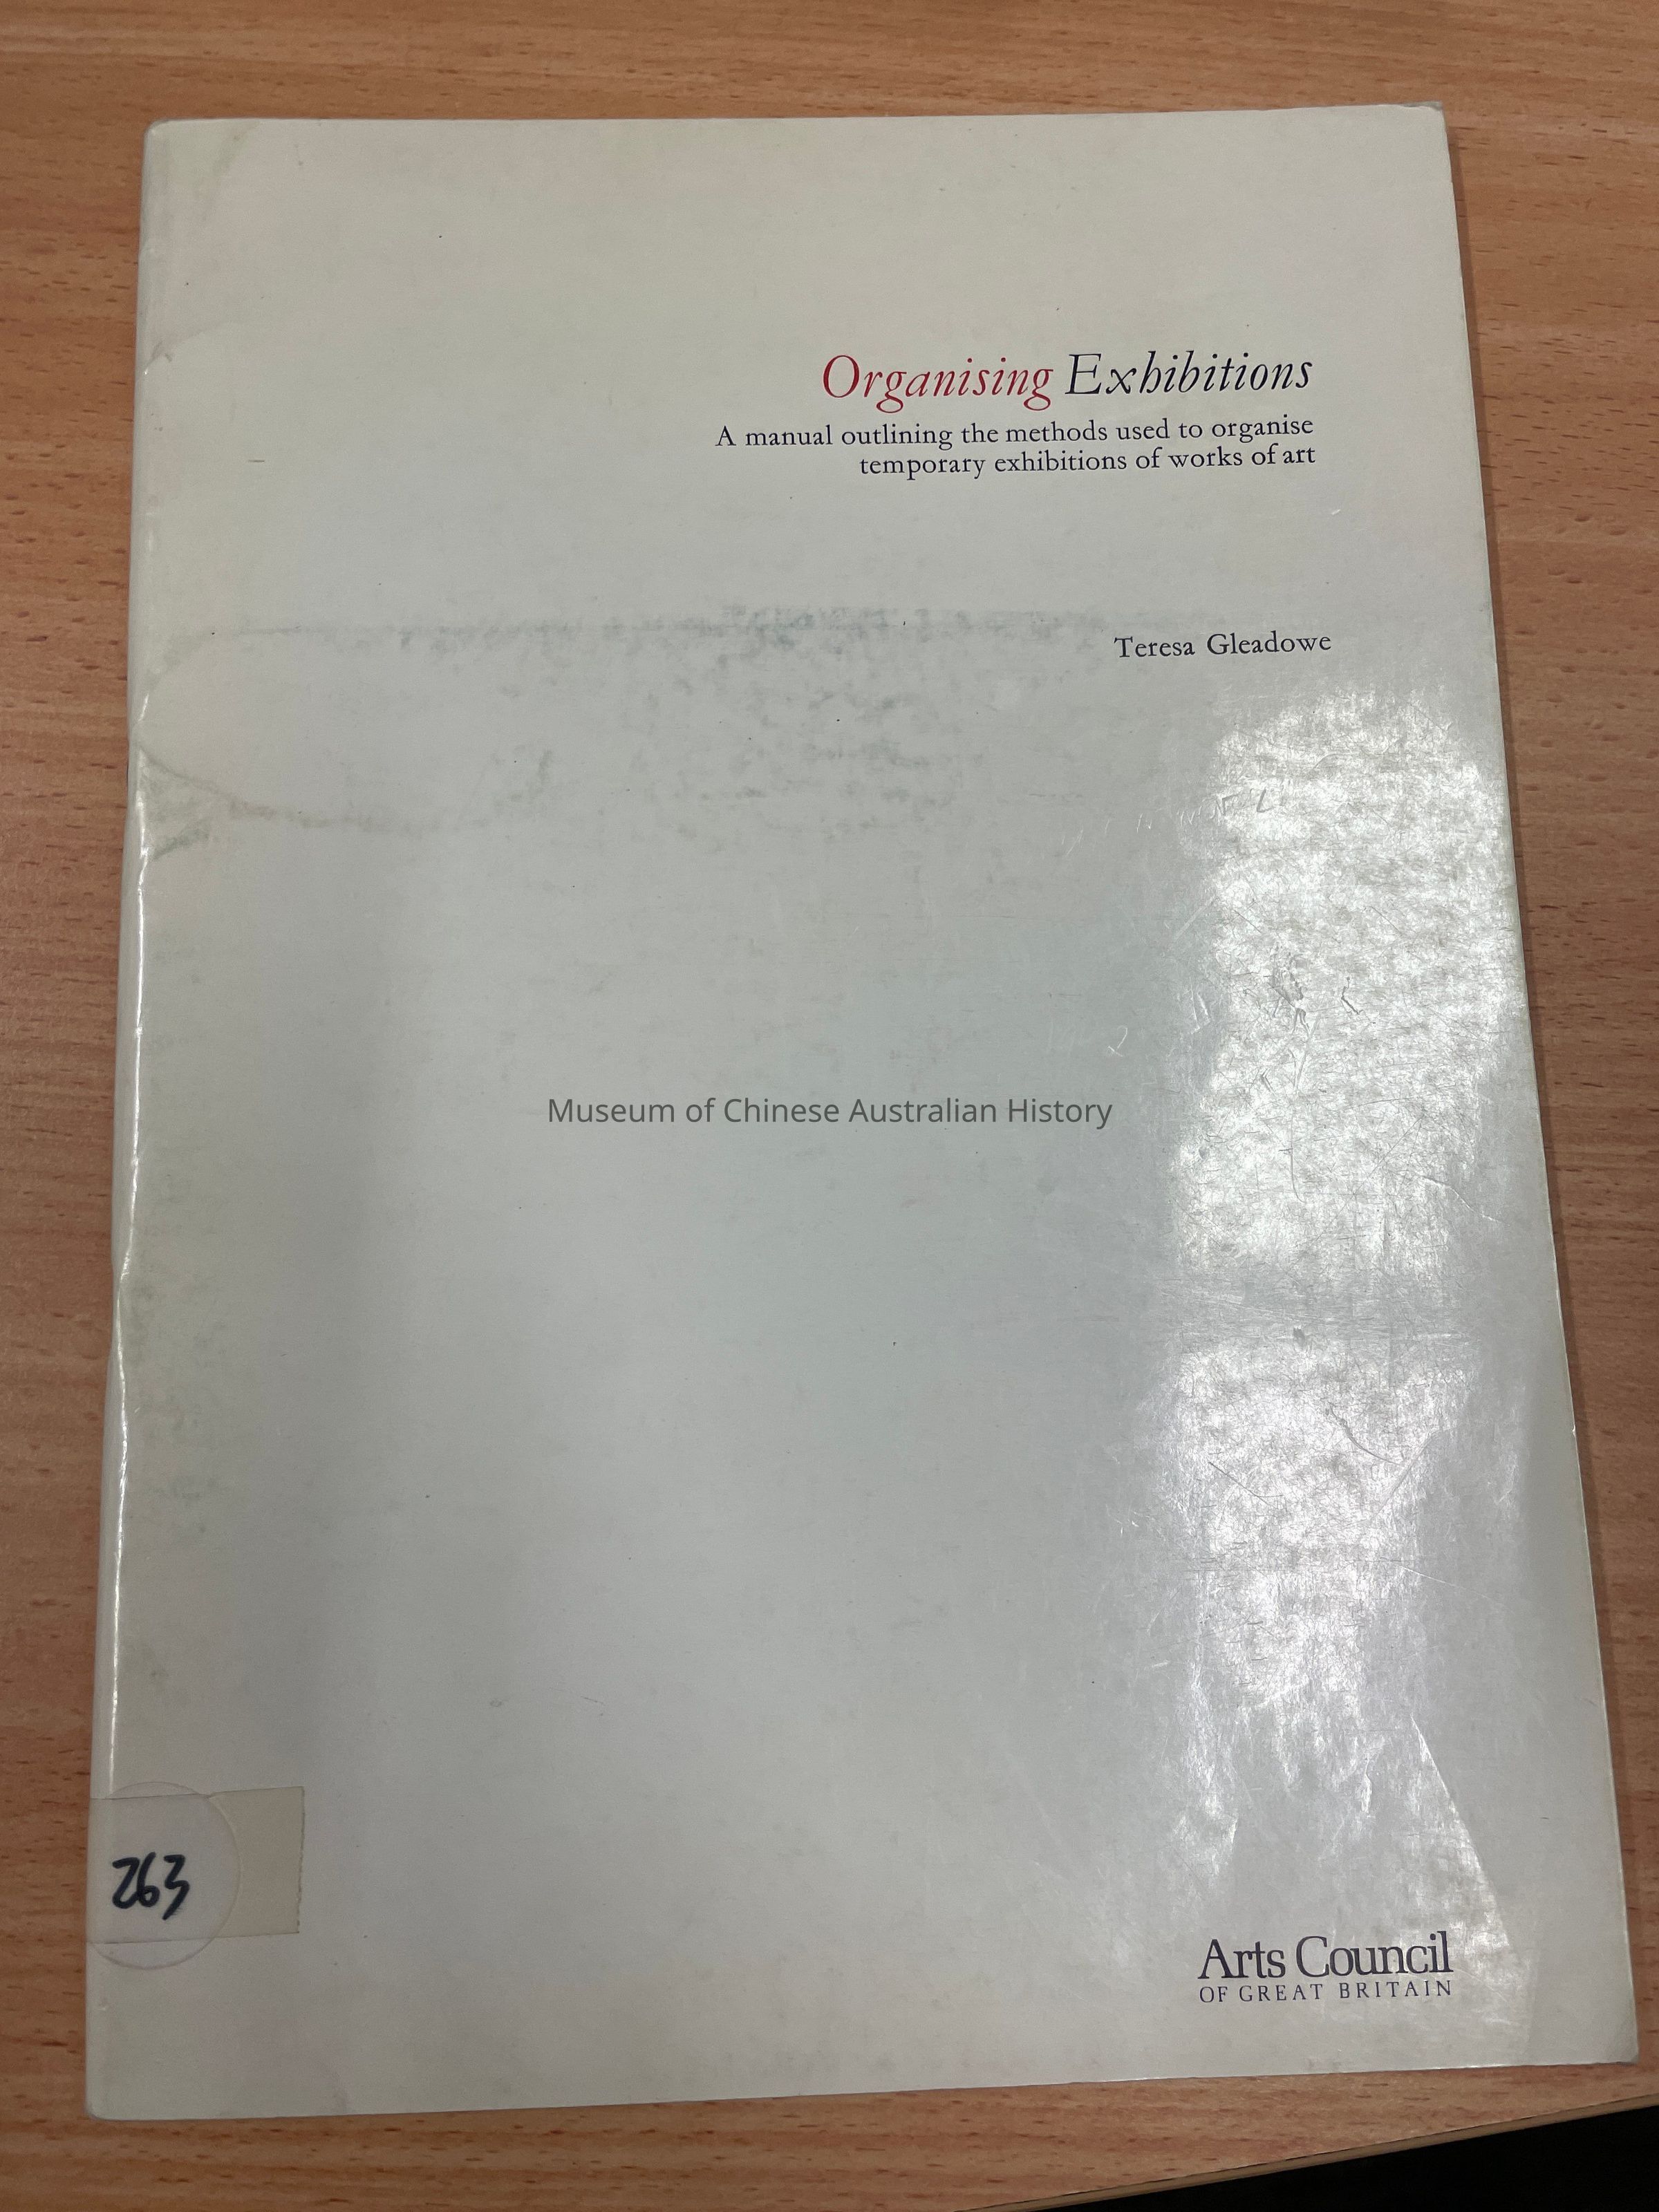 Organising Exhibitions
A manual outlining the methods used to organise
temporary exhibitions of works of art
Teresa Gleadowe
Museum of Chinese Australian History
263
Arts Council
OF GREAT BRITAIN